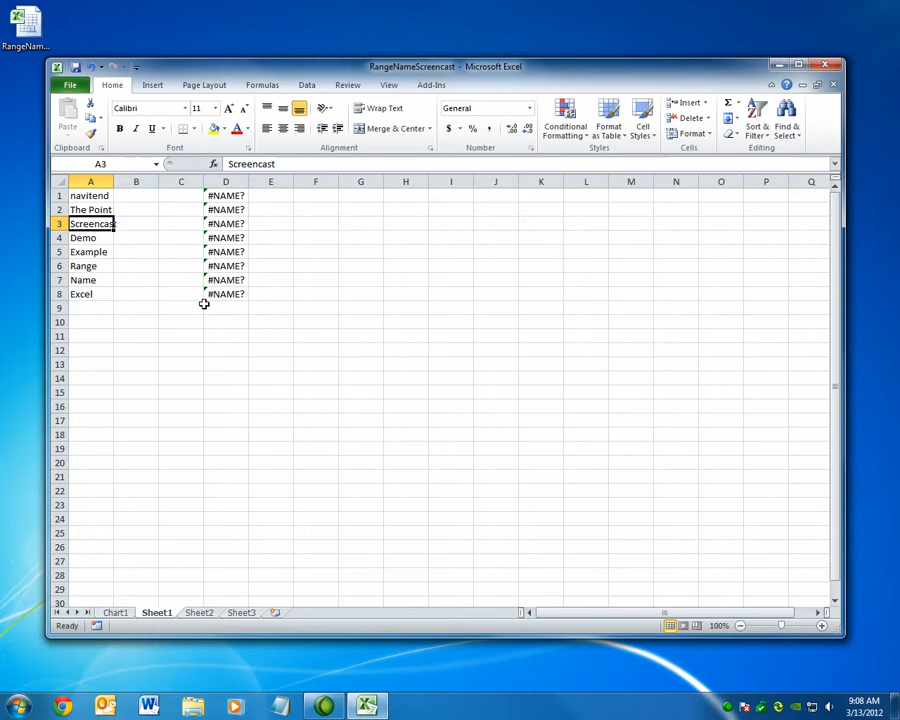 RangeNam...
RangeNameScreencast - Microsoft Excel
File Home Insert Page Layout Formulas Data Review View Add-Ins
Paste
Calibri 11
B I U
A A
Wrap Text
Merge & Center
General
$ % ,
Conditional Formatting
Format as Table
Cell Styles
Insert
Delete
Format
Σ
Sort & Filter
Find & Select
Clipboard Font Alignment Number Styles Cells Editing
A3 fx Screencast
A B C D E F G H I J K L M N O P Q
1 navitend #NAME?
2 The Point #NAME?
3 Screencast #NAME?
4 Demo #NAME?
5 Example #NAME?
6 Range #NAME?
7 Name #NAME?
8 Excel #NAME?
9
10
11
12
13
14
15
16
17
18
19
20
21
22
23
24
25
26
27
28
29
30
Chart1 Sheet1 Sheet2 Sheet3
Ready 100%
9:08 AM
3/13/2012